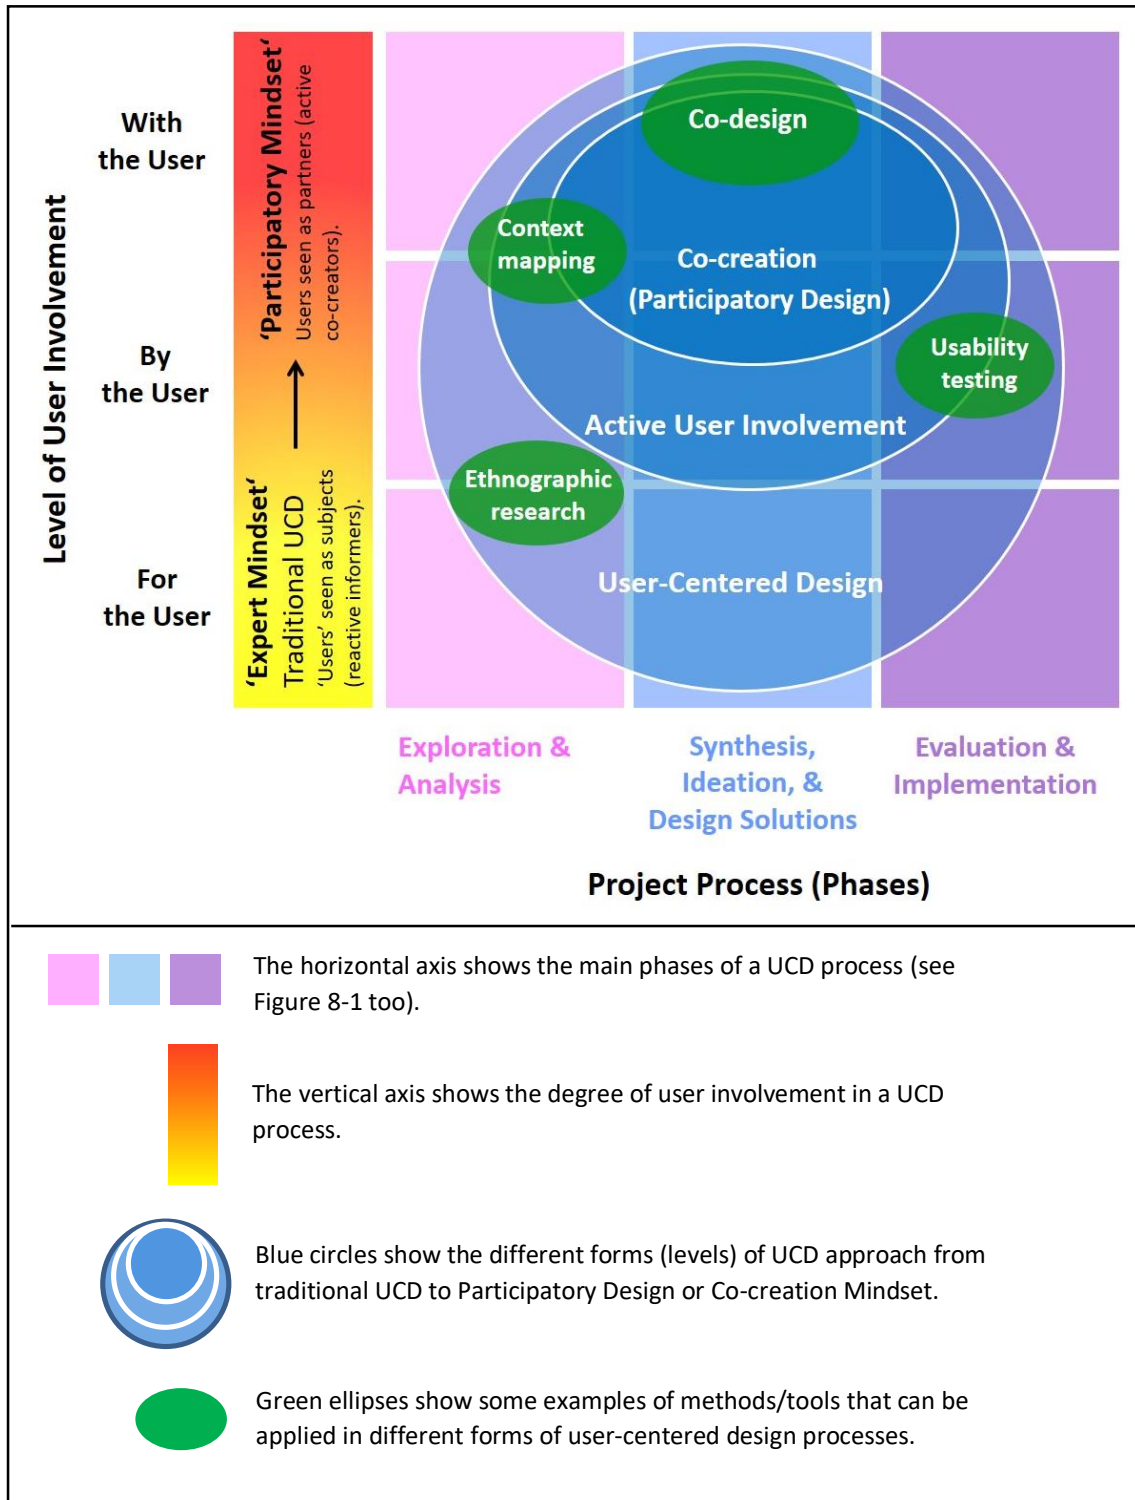 Level of User Involvement
With
the User
By
the User
For
the User
‘Participatory Mindset‘
Users seen as partners (active
co-creators).
‘Expert Mindset‘
Traditional UCD
‘Users’ seen as subjects
(reactive informers).
Co-design
Context
mapping
Co-creation
(Participatory Design)
Usability
testing
Active User Involvement
Ethnographic
research
User-Centered Design
Exploration &
Analysis
Synthesis,
Ideation, &
Design Solutions
Evaluation &
Implementation
Project Process (Phases)
The horizontal axis shows the main phases of a UCD process (see
Figure 8-1 too).
The vertical axis shows the degree of user involvement in a UCD
process.
Blue circles show the different forms (levels) of UCD approach from
traditional UCD to Participatory Design or Co-creation Mindset.
Green ellipses show some examples of methods/tools that can be
applied in different forms of user-centered design processes.